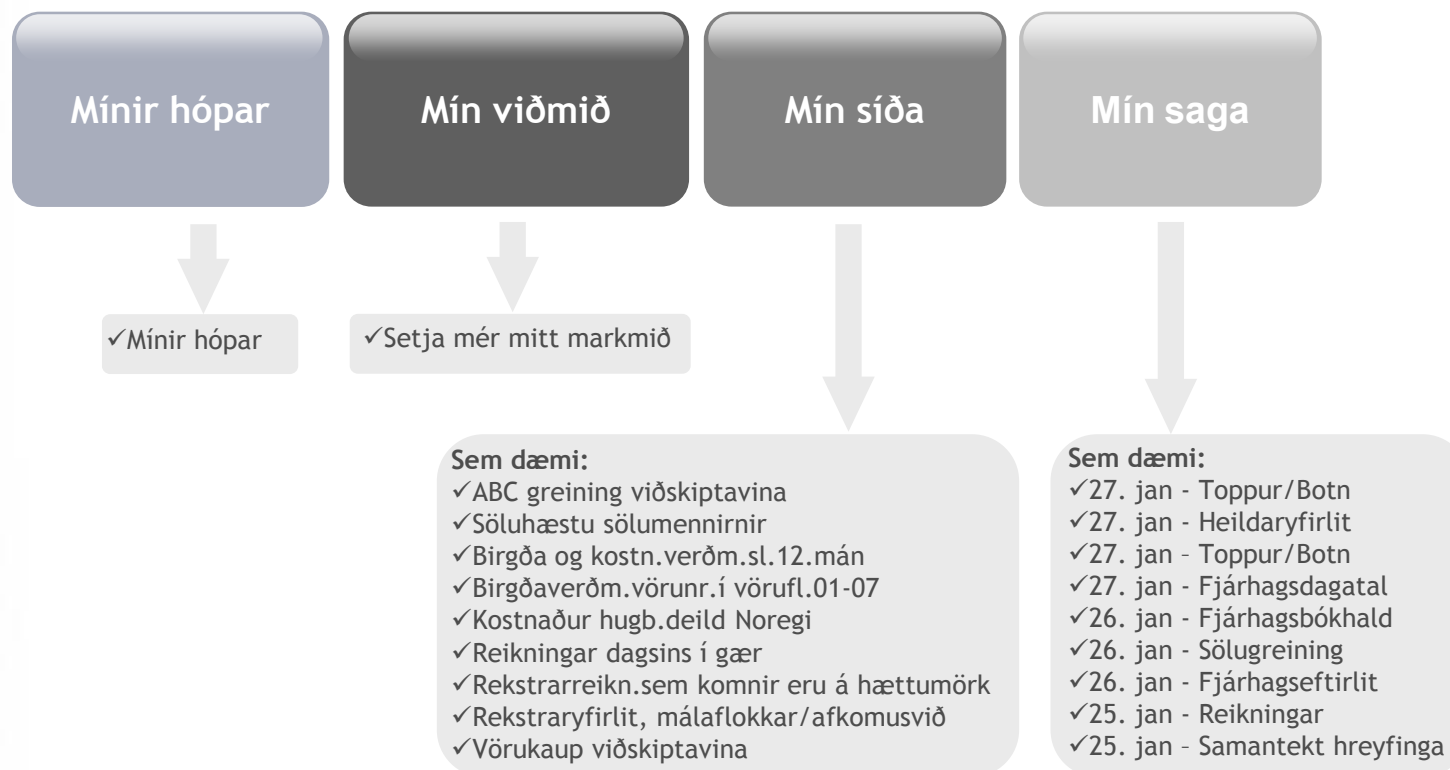 Mínir hópar
Mín viðmið
Mín síða
Mín saga
✓Mínir hópar
✓Setja mér mitt markmið
Sem dæmi:
✓ABC greining viðskiptavina
✓Söluhæstu sölumennirnir
✓Birgða og kostn.verðm.sl.12.mán
✓Birgðaverðm.vörunr.í vörufl.01-07
✓Kostnaður hugb.deild Noregi
✓Reikningar dagsins í gær
✓Rekstrarreikn.sem komnir eru á hættumörk
✓Rekstraryfirlit, málaflokkar/afkomusvið
✓Vörukaup viðskiptavina
Sem dæmi:
✓27. jan - Toppur/Botn
✓27. jan - Heildaryfirlit
✓27. jan – Toppur/Botn
✓27. jan - Fjárhagsdagatal
✓26. jan - Fjárhagsbókhald
✓26. jan - Sölugreining
✓26. jan - Fjárhagseftirlit
✓25. jan - Reikningar
✓25. jan – Samantekt hreyfinga